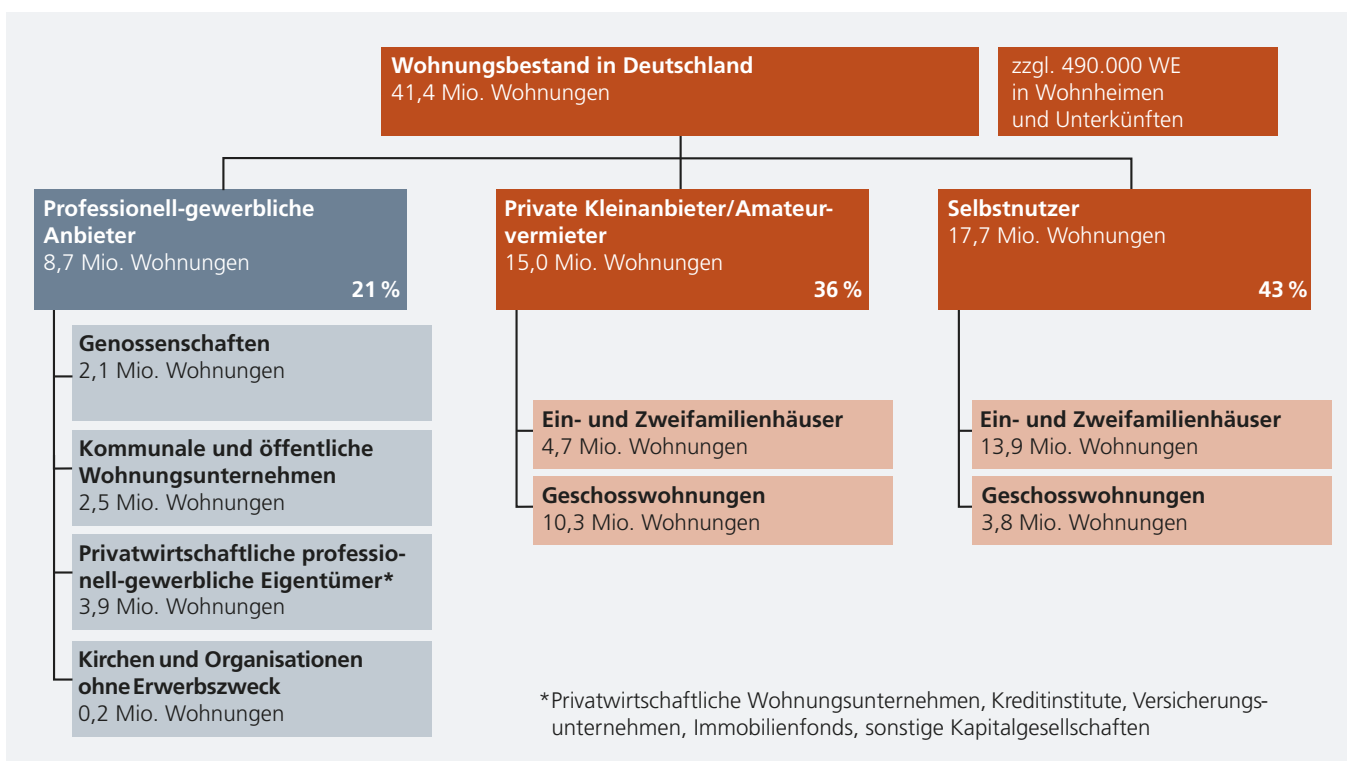 Wohnungsbestand in Deutschland
41,4 Mio. Wohnungen
zzgl. 490.000 WE
in Wohnheimen
und Unterkünften
Professionell-gewerbliche
Anbieter
8,7 Mio. Wohnungen
21 %
Genossenschaften
2,1 Mio. Wohnungen
Kommunale und öffentliche
Wohnungsunternehmen
2,5 Mio. Wohnungen
Privatwirtschaftliche professio-
nell-gewerbliche Eigentümer*
3,9 Mio. Wohnungen
Kirchen und Organisationen
ohne Erwerbszweck
0,2 Mio. Wohnungen
Private Kleinanbieter/Amateur-
vermieter
15,0 Mio. Wohnungen
36 %
Ein- und Zweifamilienhäuser
4,7 Mio. Wohnungen
Geschosswohnungen
10,3 Mio. Wohnungen
Selbstnutzer
17,7 Mio. Wohnungen
43 %
Ein- und Zweifamilienhäuser
13,9 Mio. Wohnungen
Geschosswohnungen
3,8 Mio. Wohnungen
*Privatwirtschaftliche Wohnungsunternehmen, Kreditinstitute, Versicherungs-
unternehmen, Immobilienfonds, sonstige Kapitalgesellschaften